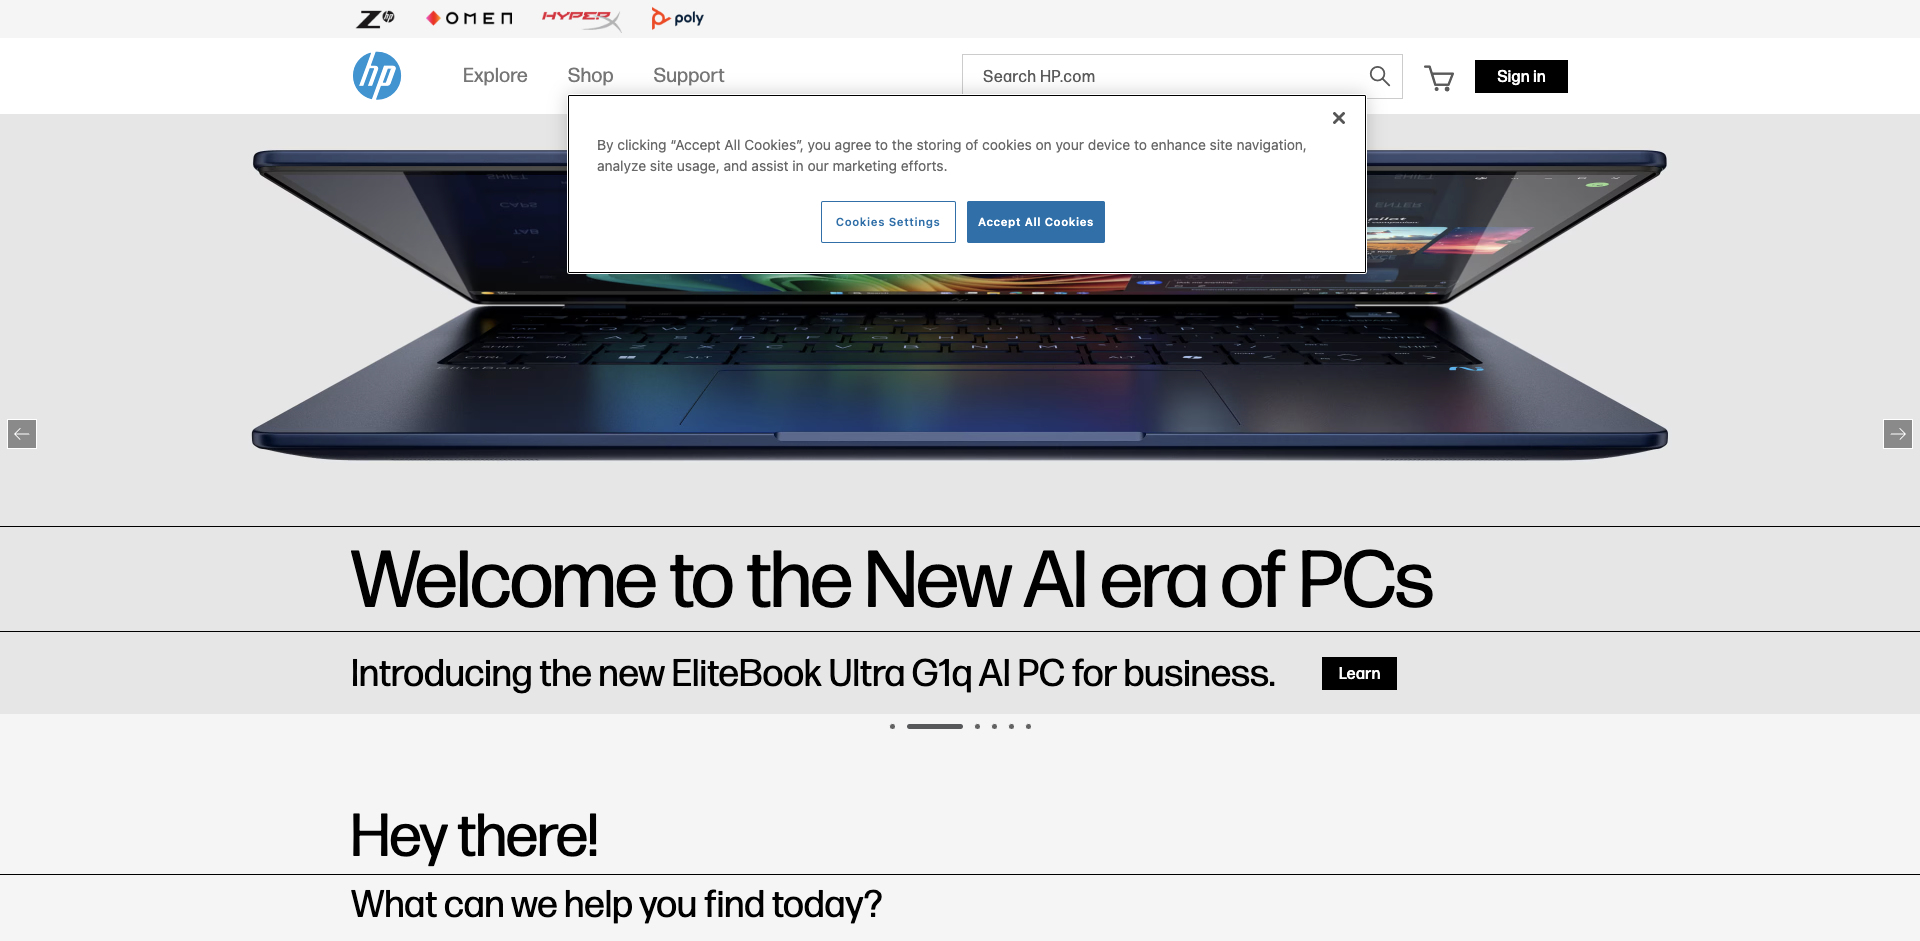 Z hp
OMEN
HYPERX
poly
hp
Explore
Shop
Support
Search HP.com
Sign in
By clicking “Accept All Cookies”, you agree to the storing of cookies on your device to enhance site navigation,
analyze site usage, and assist in our marketing efforts.
Cookies Settings
Accept All Cookies
EliteBook
Welcome to the New AI era of PCs
Introducing the new EliteBook Ultra G1q AI PC for business.
Learn
Hey there!
What can we help you find today?